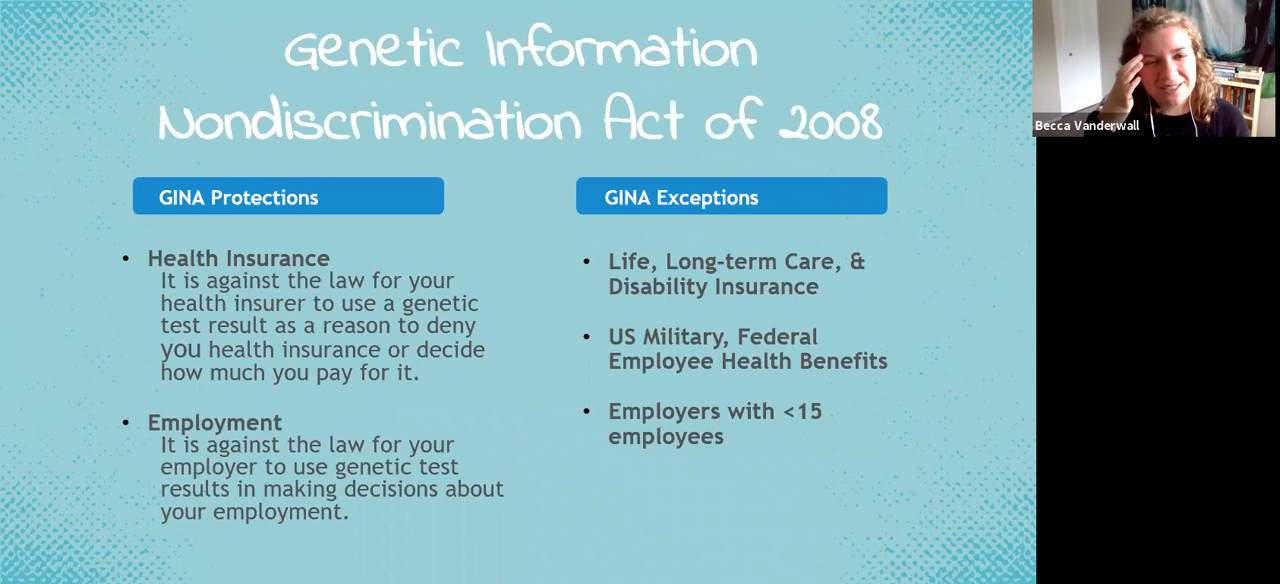 Genetic Information
Nondiscrimination Act of 2008
GINA Protections
• Health Insurance
It is against the law for your
health insurer to use a genetic
test result as a reason to deny
you health insurance or decide
how much you pay for it.
• Employment
It is against the law for your
employer to use genetic test
results in making decisions about
your employment.
GINA Exceptions
• Life, Long-term Care, &
Disability Insurance
• US Military, Federal
Employee Health Benefits
• Employers with <15
employees
Becca Vanderwall